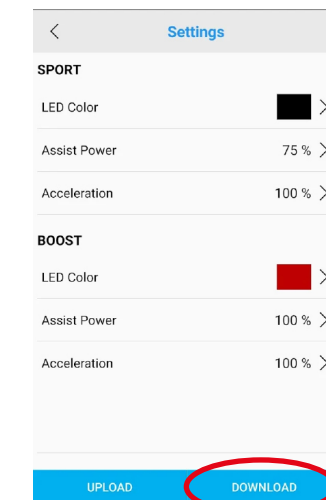 Settings
SPORT
LED Color
Assist Power 75 %
Acceleration 100 %
BOOST
LED Color
Assist Power 100 %
Acceleration 100 %
UPLOAD DOWNLOAD